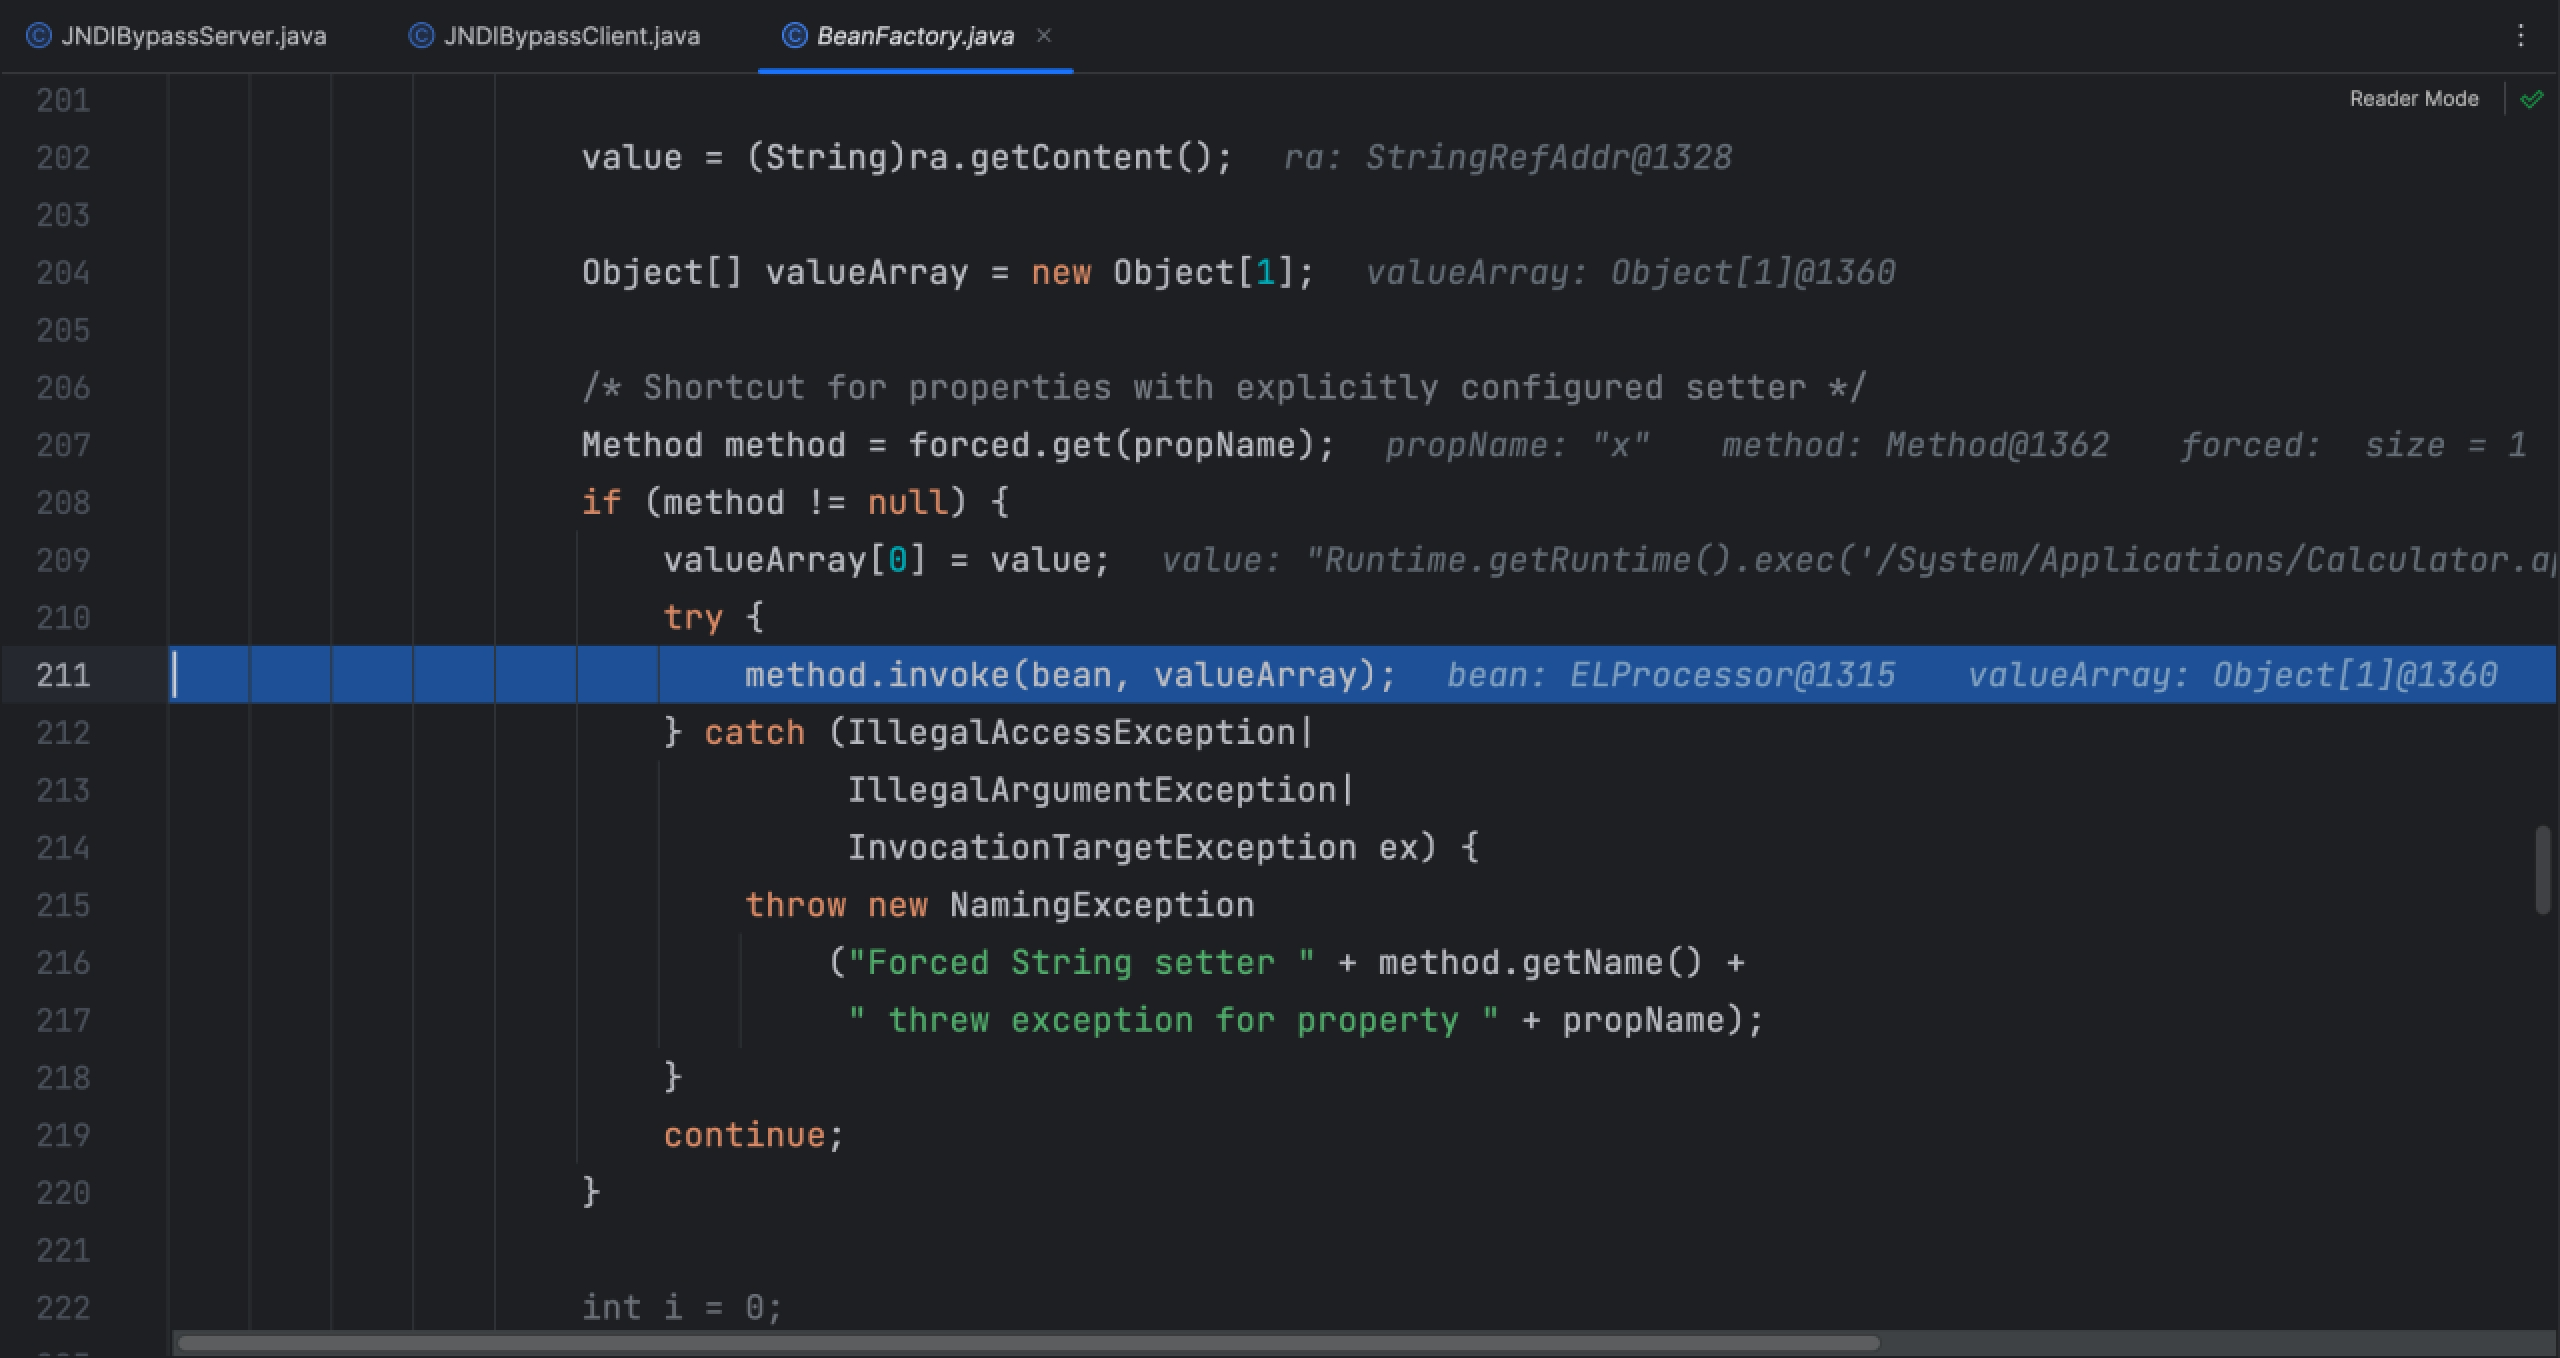 JNDIBypassServer.java JNDIBypassClient.java BeanFactory.java
Reader Mode
201
202 value = (String)ra.getContent(); ra: StringRefAddr@1328
203
204 Object[] valueArray = new Object[1]; valueArray: Object[1]@1360
205
206 /* Shortcut for properties with explicitly configured setter */
207 Method method = forced.get(propName); propName: "x" method: Method@1362 forced: size = 1
208 if (method != null) {
209 valueArray[0] = value; value: "Runtime.getRuntime().exec('/System/Applications/Calculator.ap
210 try {
211 method.invoke(bean, valueArray); bean: ELProcessor@1315 valueArray: Object[1]@1360
212 } catch (IllegalAccessException|
213 IllegalArgumentException|
214 InvocationTargetException ex) {
215 throw new NamingException
216 ("Forced String setter " + method.getName() +
217 " threw exception for property " + propName);
218 }
219 continue;
220 }
221
222 int i = 0;